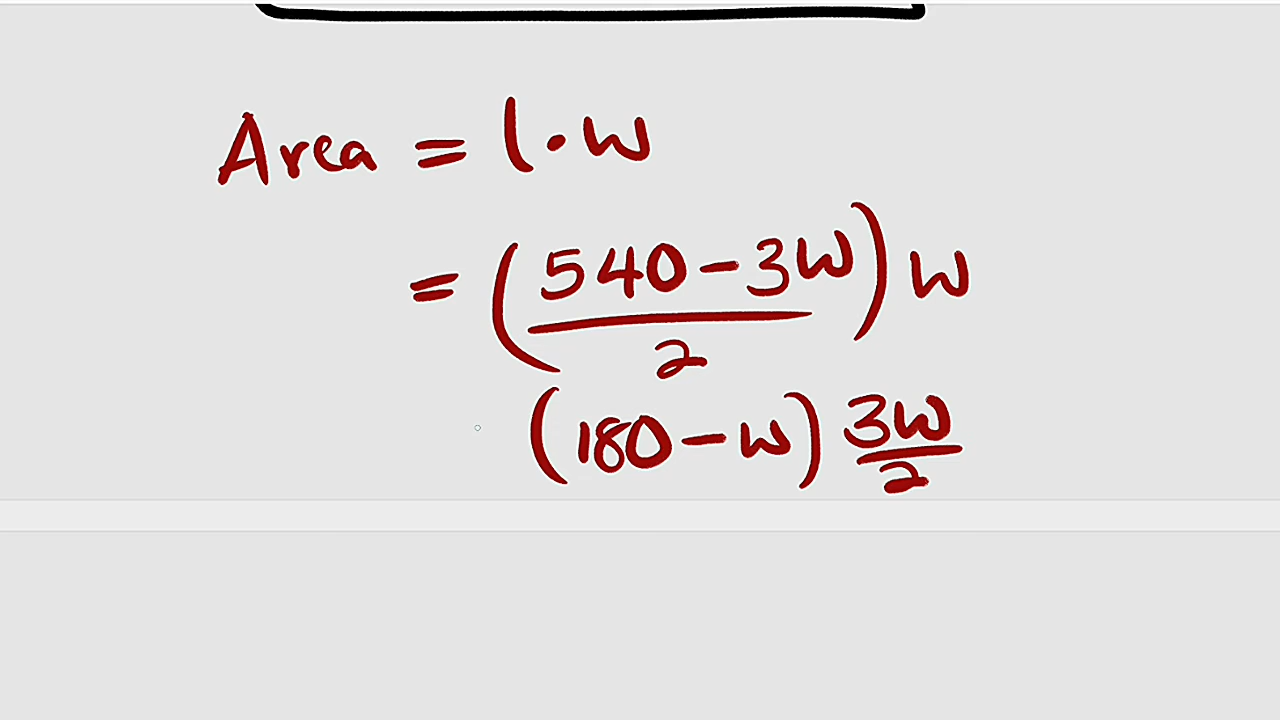 Area = l · w
= (540 - 3w / 2) w
(180 - w) 3w / 2